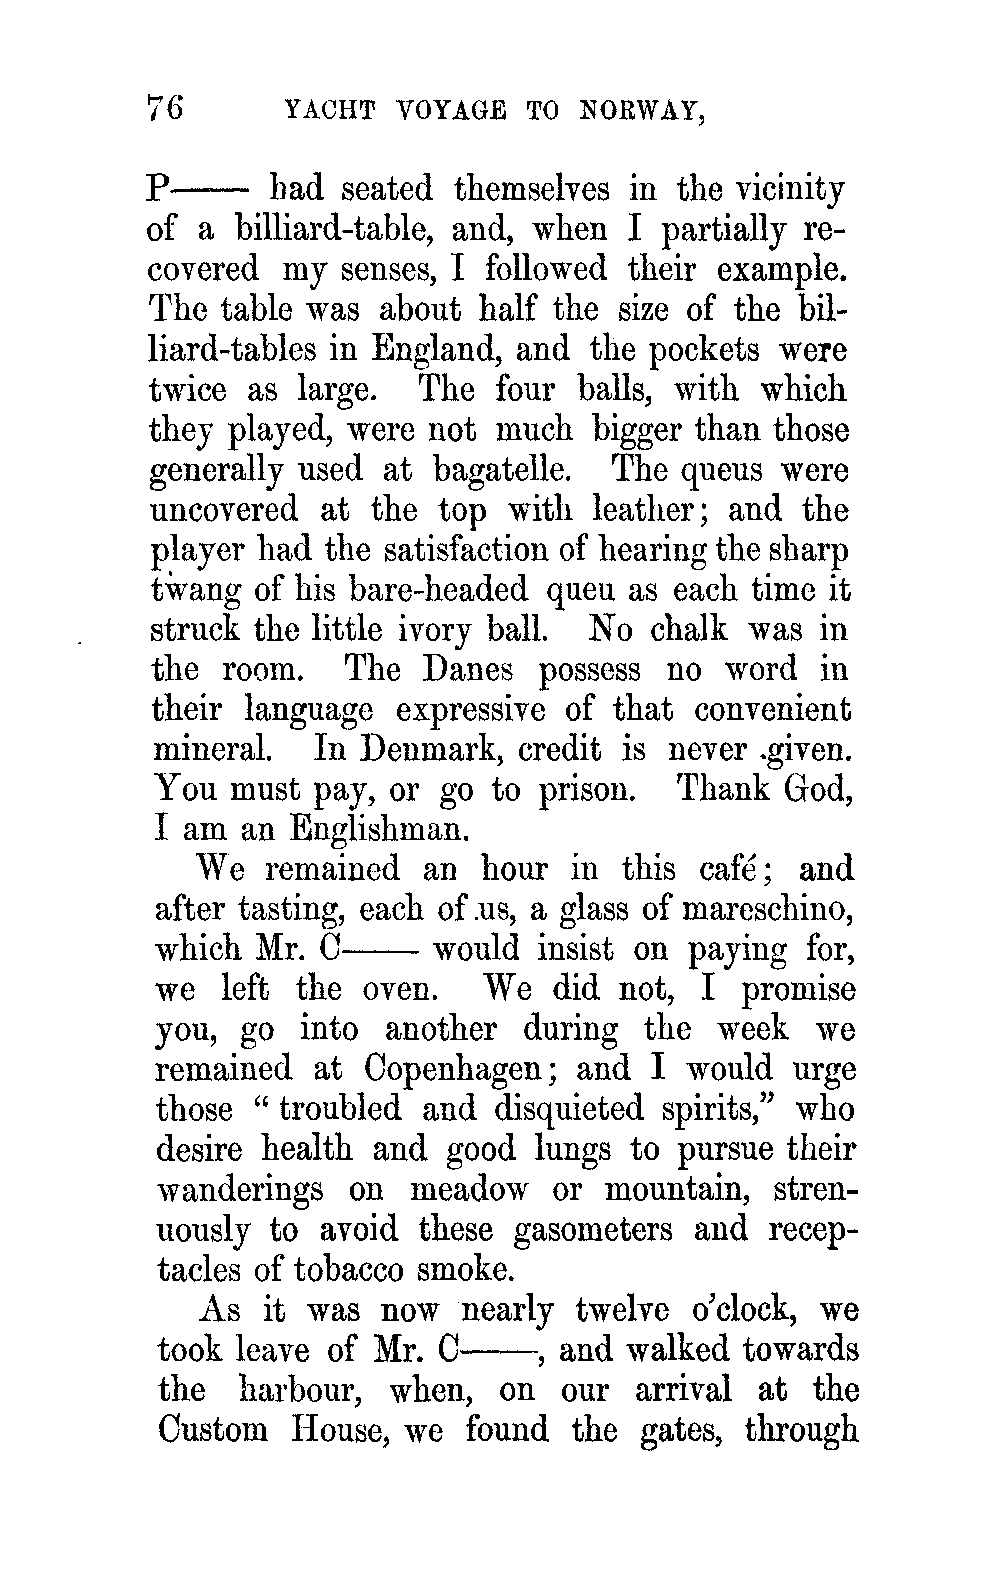 76 YACHT VOYAGE TO NORWAY,
P—— had seated themselves in the vicinity
of a billiard-table, and, when I partially re-
covered my senses, I followed their example.
The table was about half the size of the bil-
liard-tables in England, and the pockets were
twice as large. The four balls, with which
they played, were not much bigger than those
generally used at bagatelle. The queus were
uncovered at the top with leather; and the
player had the satisfaction of hearing the sharp
twang of his bare-headed queu as each time it
struck the little ivory ball. No chalk was in
the room. The Danes possess no word in
their language expressive of that convenient
mineral. In Denmark, credit is never given.
You must pay, or go to prison. Thank God,
I am an Englishman.
We remained an hour in this café; and
after tasting, each of us, a glass of mareschino,
which Mr. C—— would insist on paying for,
we left the oven. We did not, I promise
you, go into another during the week we
remained at Copenhagen; and I would urge
those “ troubled and disquieted spirits,” who
desire health and good lungs to pursue their
wanderings on meadow or mountain, stren-
uously to avoid these gasometers and recep-
tacles of tobacco smoke.
As it was now nearly twelve o’clock, we
took leave of Mr. C——, and walked towards
the harbour, when, on our arrival at the
Custom House, we found the gates, through